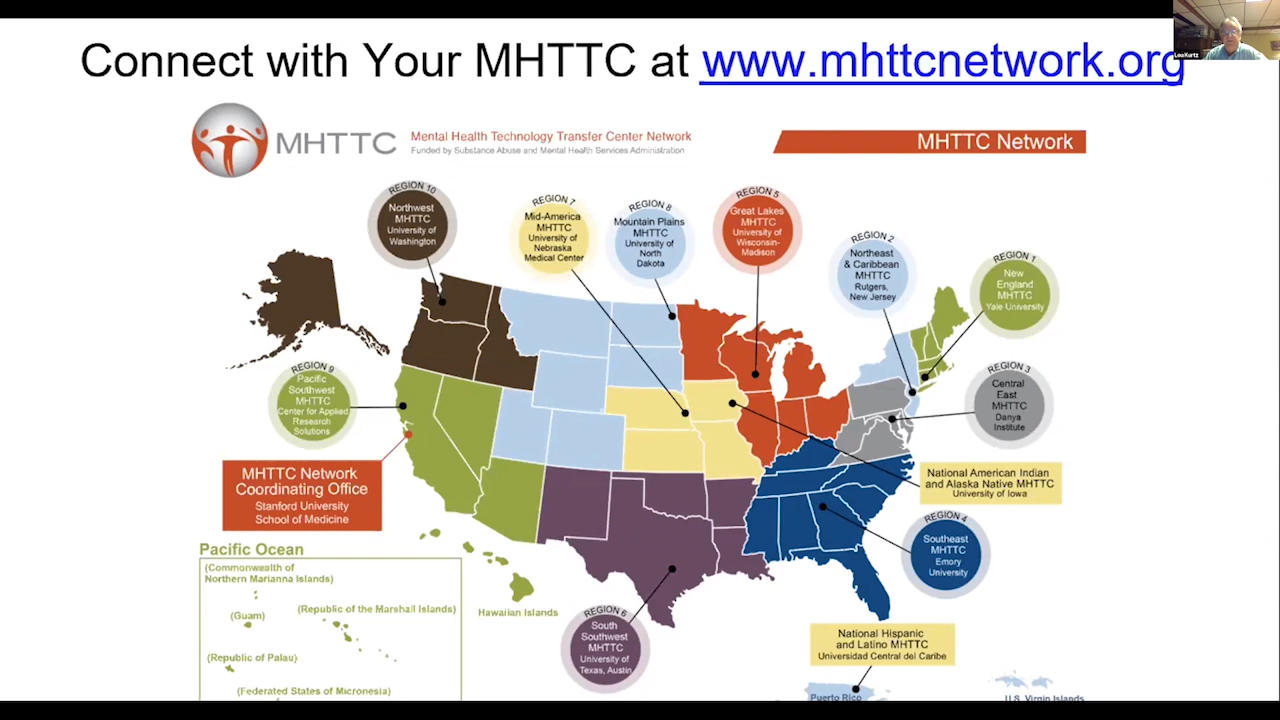 Connect with Your MHTTC at www.mhttcnetwork.org
Lou Kurtz
MHTTC
Mental Health Technology Transfer Center Network
Funded by Substance Abuse and Mental Health Services Administration
MHTTC Network
REGION 10
Northwest
MHTTC
University of
Washington
REGION 7
Mid-America
MHTTC
University of
Nebraska
Medical Center
REGION 8
Mountain Plains
MHTTC
University of
North
Dakota
REGION 5
Great Lakes
MHTTC
University of
Wisconsin-
Madison
REGION 2
Northeast
& Caribbean
MHTTC
Rutgers,
New Jersey
REGION 1
New
England
MHTTC
Yale University
REGION 9
Pacific
Southwest
MHTTC
Center for Applied
Research
Solutions
REGION 3
Central
East
MHTTC
Danya
Institute
MHTTC Network
Coordinating Office
Stanford University
School of Medicine
National American Indian
and Alaska Native MHTTC
University of Iowa
REGION 4
Southeast
MHTTC
Emory
University
Pacific Ocean
(Commonwealth of
Northern Marianna Islands)
(Guam)
(Republic of the Marshall Islands)
(Republic of Palau)
(Federated States of Micronesia)
Hawaiian Islands
REGION 6
South
Southwest
MHTTC
University of
Texas, Austin
National Hispanic
and Latino MHTTC
Universidad Central del Caribe
Puerto Rico
U.S. Virgin Islands